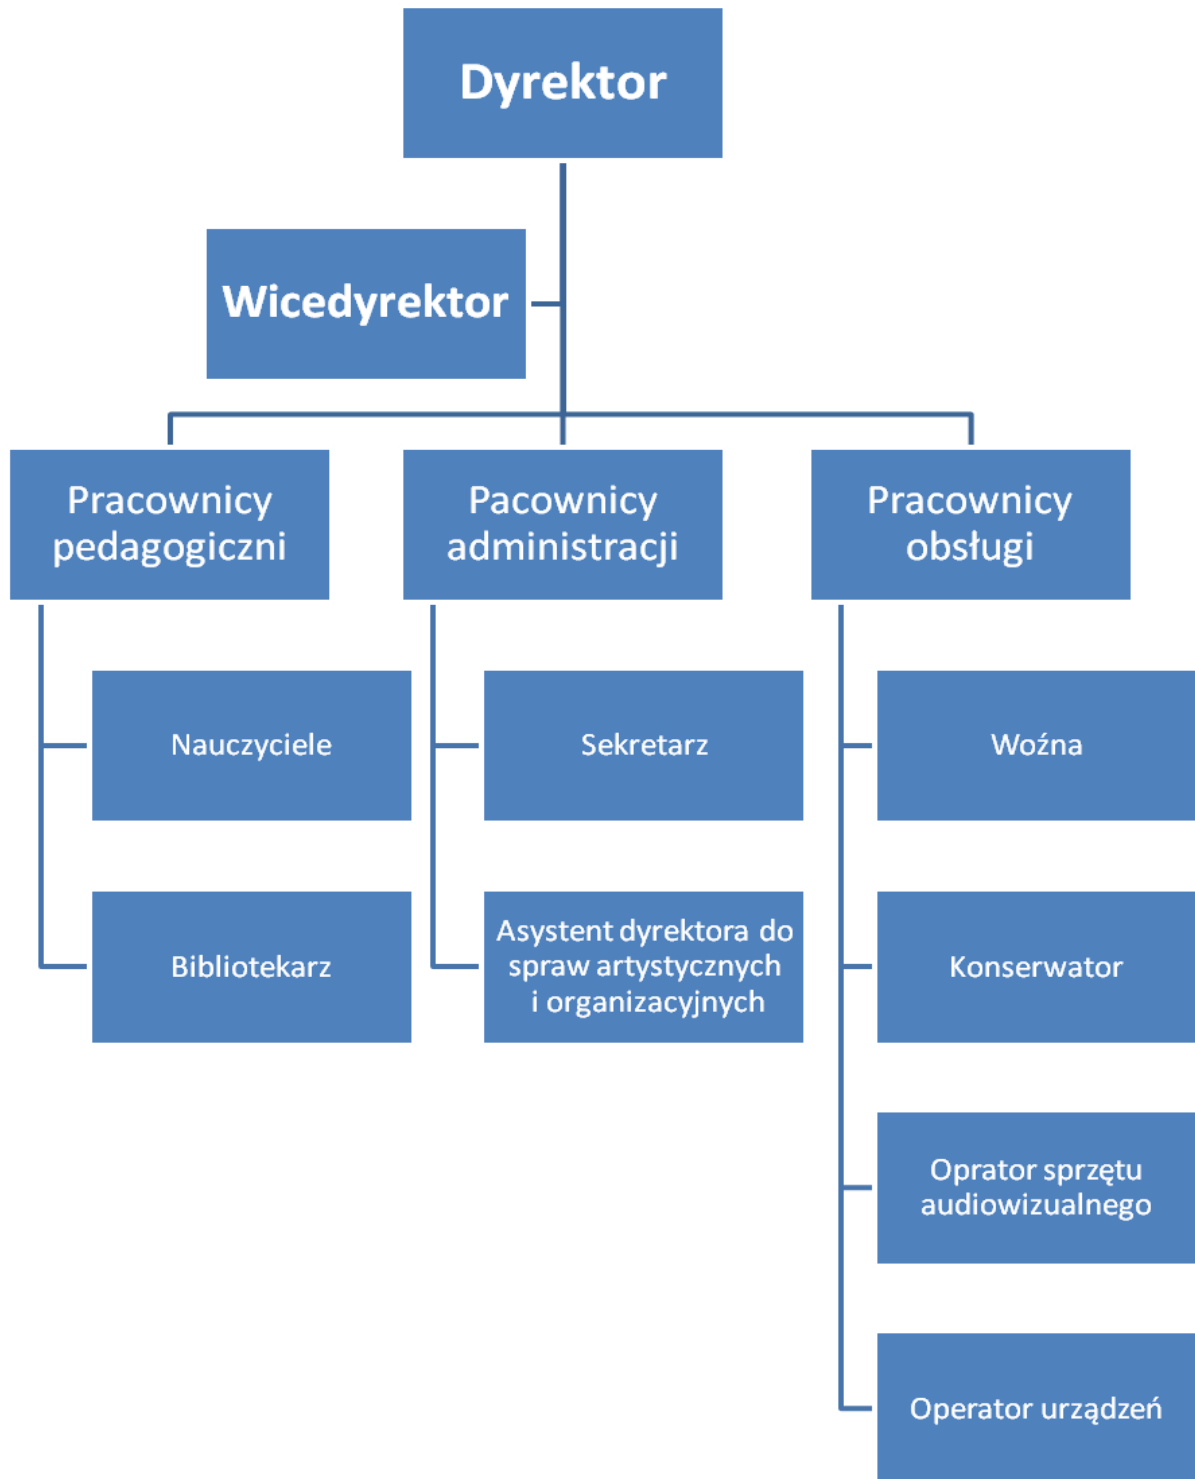 Dyrektor
Wicedyrektor
Pracownicy
pedagogiczni
Pacownicy
administracji
Pracownicy
obsługi
Nauczyciele
Sekretarz
Woźna
Bibliotekarz
Asystent dyrektora do
spraw artystycznych
i organizacyjnych
Konserwator
Oprator sprzętu
audiowizualnego
Operator urządzeń